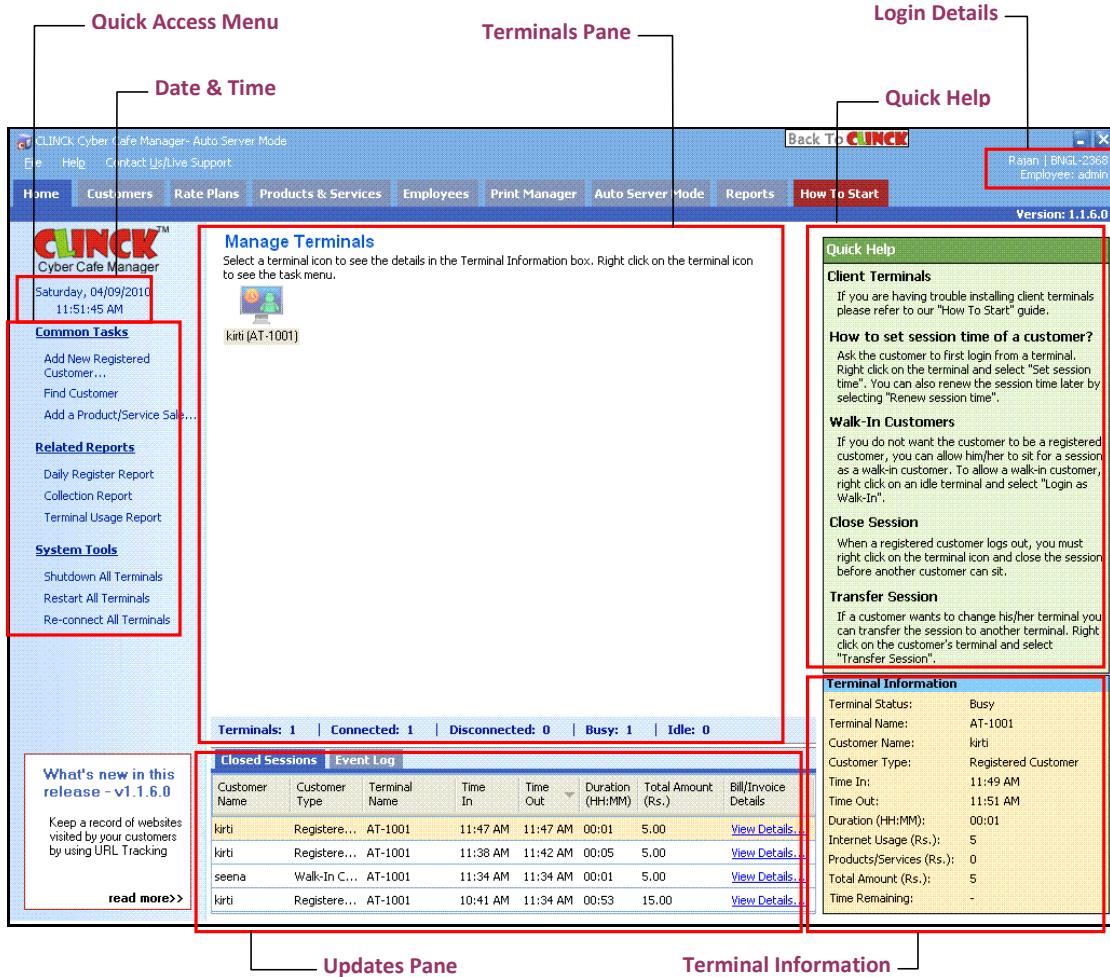 Quick Access Menu
Login Details
Terminals Pane
Date & Time
Quick Help
CLINCK Cyber Cafe Manager- Auto Server Mode
Back To CLINCK
File Help Contact Us/Live Support
Rajan | BNGL-2368
Employee: admin
Home Customers Rate Plans Products & Services Employees Print Manager Auto Server Mode Reports How To Start
Version: 1.1.6.0
CLINCK TM
Cyber Cafe Manager
Saturday, 04/09/2010
11:51:45 AM
Common Tasks
Add New Registered
Customer...
Find Customer
Add a Product/Service Sale...
Related Reports
Daily Register Report
Collection Report
Terminal Usage Report
System Tools
Shutdown All Terminals
Restart All Terminals
Re-connect All Terminals
What's new in this
release - v1.1.6.0
Keep a record of websites
visited by your customers
by using URL Tracking
read more>>
Manage Terminals
Select a terminal icon to see the details in the Terminal Information box. Right click on the terminal icon
to see the task menu.
kirti (AT-1001)
Terminals: 1 | Connected: 1 | Disconnected: 0 | Busy: 1 | Idle: 0
Closed Sessions Event Log
Customer Name Customer Type Terminal Name Time In Time Out Duration (HH:MM) Total Amount (Rs.) Bill/Invoice Details
kirti Registere... AT-1001 11:47 AM 11:47 AM 00:01 5.00 View Details...
kirti Registere... AT-1001 11:38 AM 11:42 AM 00:05 5.00 View Details...
seena Walk-In C... AT-1001 11:34 AM 11:34 AM 00:01 5.00 View Details...
kirti Registere... AT-1001 10:41 AM 11:34 AM 00:53 15.00 View Details...
Quick Help
Client Terminals
If you are having trouble installing client terminals
please refer to our "How To Start" guide.
How to set session time of a customer?
Ask the customer to first login from a terminal.
Right click on the terminal and select "Set session
time". You can also renew the session time later by
selecting "Renew session time".
Walk-In Customers
If you do not want the customer to be a registered
customer, you can allow him/her to sit for a session
as a walk-in customer. To allow a walk-in customer,
right click on an idle terminal and select "Login as
Walk-In".
Close Session
When a registered customer logs out, you must
right click on the terminal icon and close the session
before another customer can sit.
Transfer Session
If a customer wants to change his/her terminal you
can transfer the session to another terminal. Right
click on the customer's terminal and select
"Transfer Session".
Terminal Information
Terminal Status: Busy
Terminal Name: AT-1001
Customer Name: kirti
Customer Type: Registered Customer
Time In: 11:49 AM
Time Out: 11:51 AM
Duration (HH:MM): 00:01
Internet Usage (Rs.): 5
Products/Services (Rs.): 0
Total Amount (Rs.): 5
Time Remaining: -
Updates Pane
Terminal Information